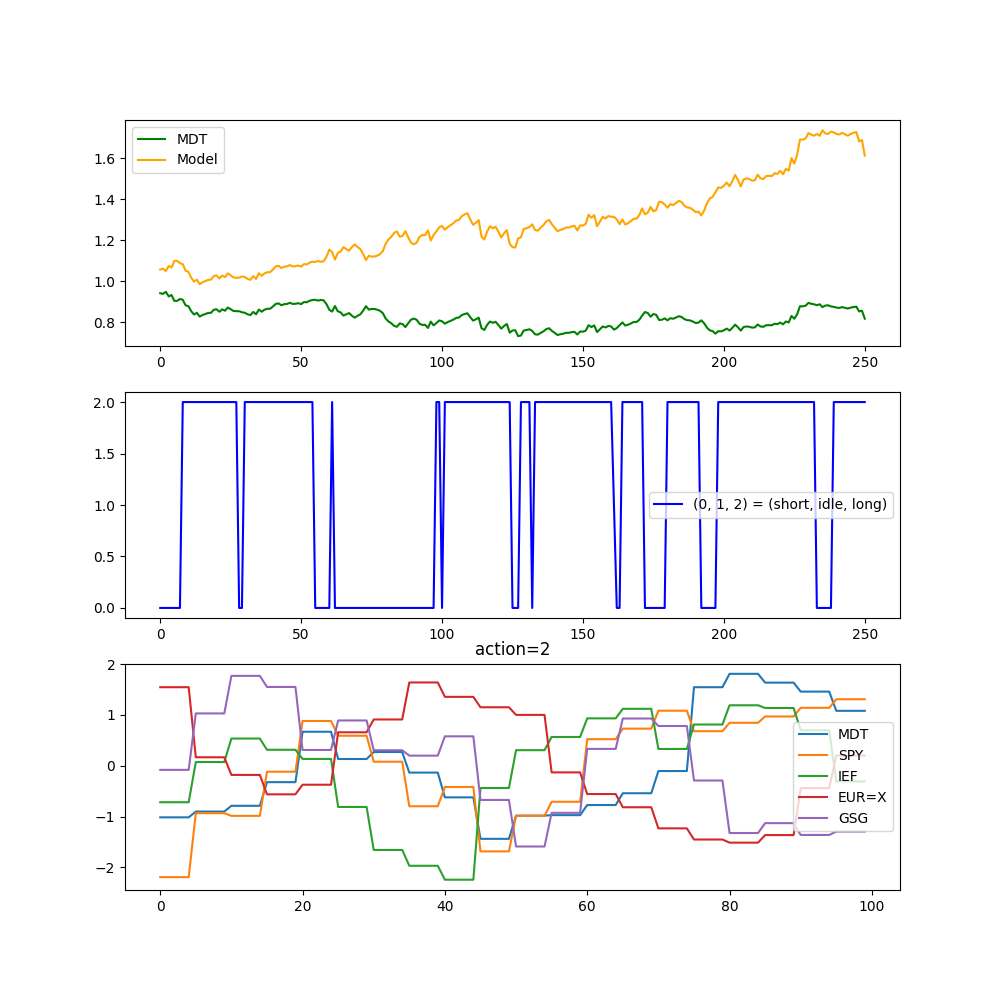 MDT
Model
1.6
1.4
1.2
1.0
0.8
0 50 100 150 200 250
2.0
1.5
1.0
0.5
0.0
(0, 1, 2) = (short, idle, long)
0 50 100 150 200 250
action=2
2
1
0
−1
−2
MDT
SPY
IEF
EUR=X
GSG
0 20 40 60 80 100